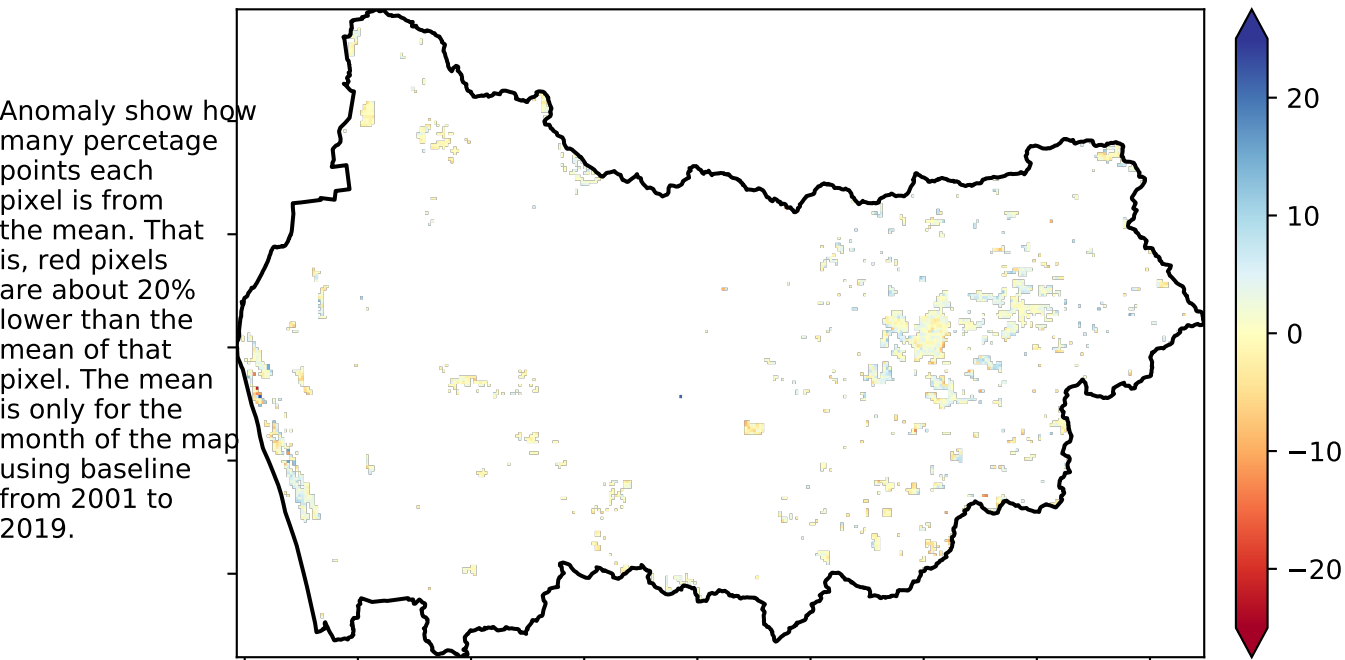 Anomaly show how
many percetage
points each
pixel is from
the mean. That
is, red pixels
are about 20%
lower than the
mean of that
pixel. The mean
is only for the
month of the map
using baseline
from 2001 to
2019.
20
10
0
−10
−20